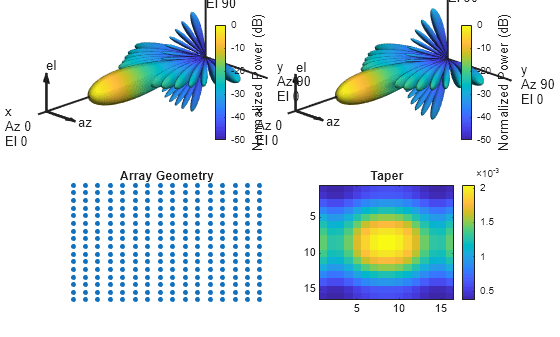 El 90
0
-10
-20
-30
-40
-50
Normalized Power (dB)
el
az
x
Az 0
El 0
y
Az 90
El 0
0
-10
-20
-30
-40
-50
Normalized Power (dB)
el
az
Az 0
El 0
y
Az 90
El 0
Array Geometry
Taper
×10⁻³
5
10
15
5
10
15
2
1.5
1
0.5